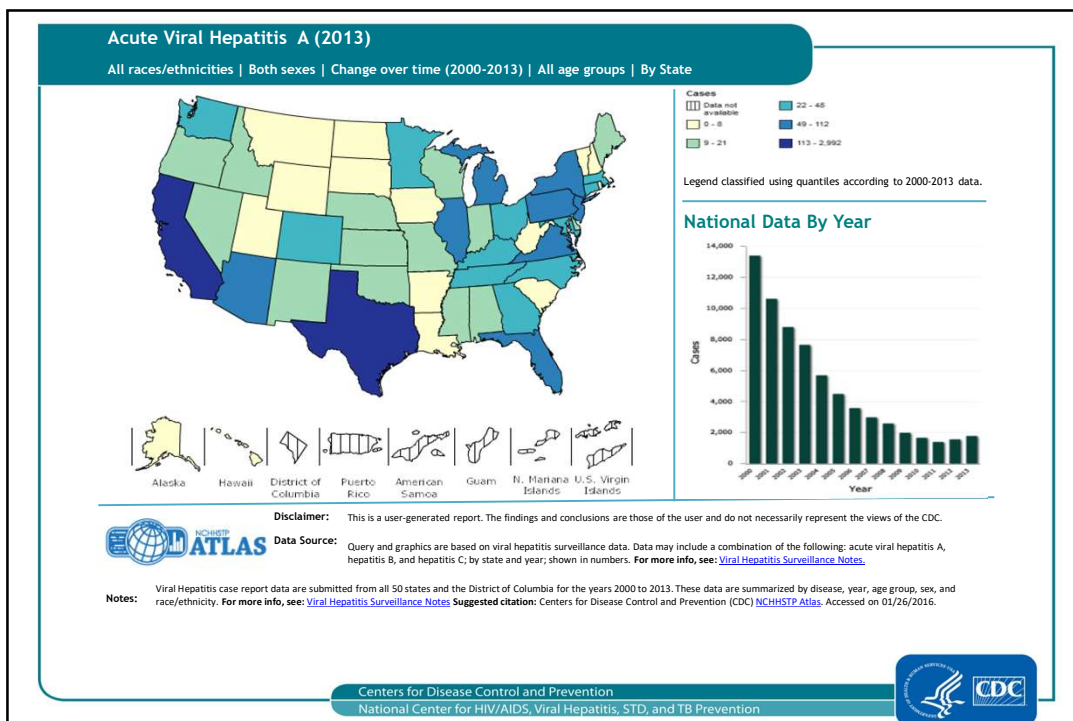 Acute Viral Hepatitis A (2013)
All races/ethnicities | Both sexes | Change over time (2000-2013) | All age groups | By State
Cases
Data not available
0 - 8
9 - 21
22 - 48
49 - 112
113 - 2,992
Legend classified using quantiles according to 2000-2013 data.
National Data By Year
14,000
12,000
10,000
8,000
6,000
4,000
2,000
0
Cases
2000
2001
2002
2003
2004
2005
2006
2007
2008
2009
2010
2011
2012
2013
Year
Alaska
Hawaii
District of Columbia
Puerto Rico
American Samoa
Guam
N. Mariana Islands
U.S. Virgin Islands
NCHHSTP
ATLAS
Disclaimer: This is a user-generated report. The findings and conclusions are those of the user and do not necessarily represent the views of the CDC.
Data Source: Query and graphics are based on viral hepatitis surveillance data. Data may include a combination of the following: acute viral hepatitis A,
hepatitis B, and hepatitis C; by state and year; shown in numbers. For more info, see: Viral Hepatitis Surveillance Notes.
Notes: Viral Hepatitis case report data are submitted from all 50 states and the District of Columbia for the years 2000 to 2013. These data are summarized by disease, year, age group, sex, and
race/ethnicity. For more info, see: Viral Hepatitis Surveillance Notes Suggested citation: Centers for Disease Control and Prevention (CDC) NCHHSTP Atlas. Accessed on 01/26/2016.
Centers for Disease Control and Prevention
National Center for HIV/AIDS, Viral Hepatitis, STD, and TB Prevention
CDC